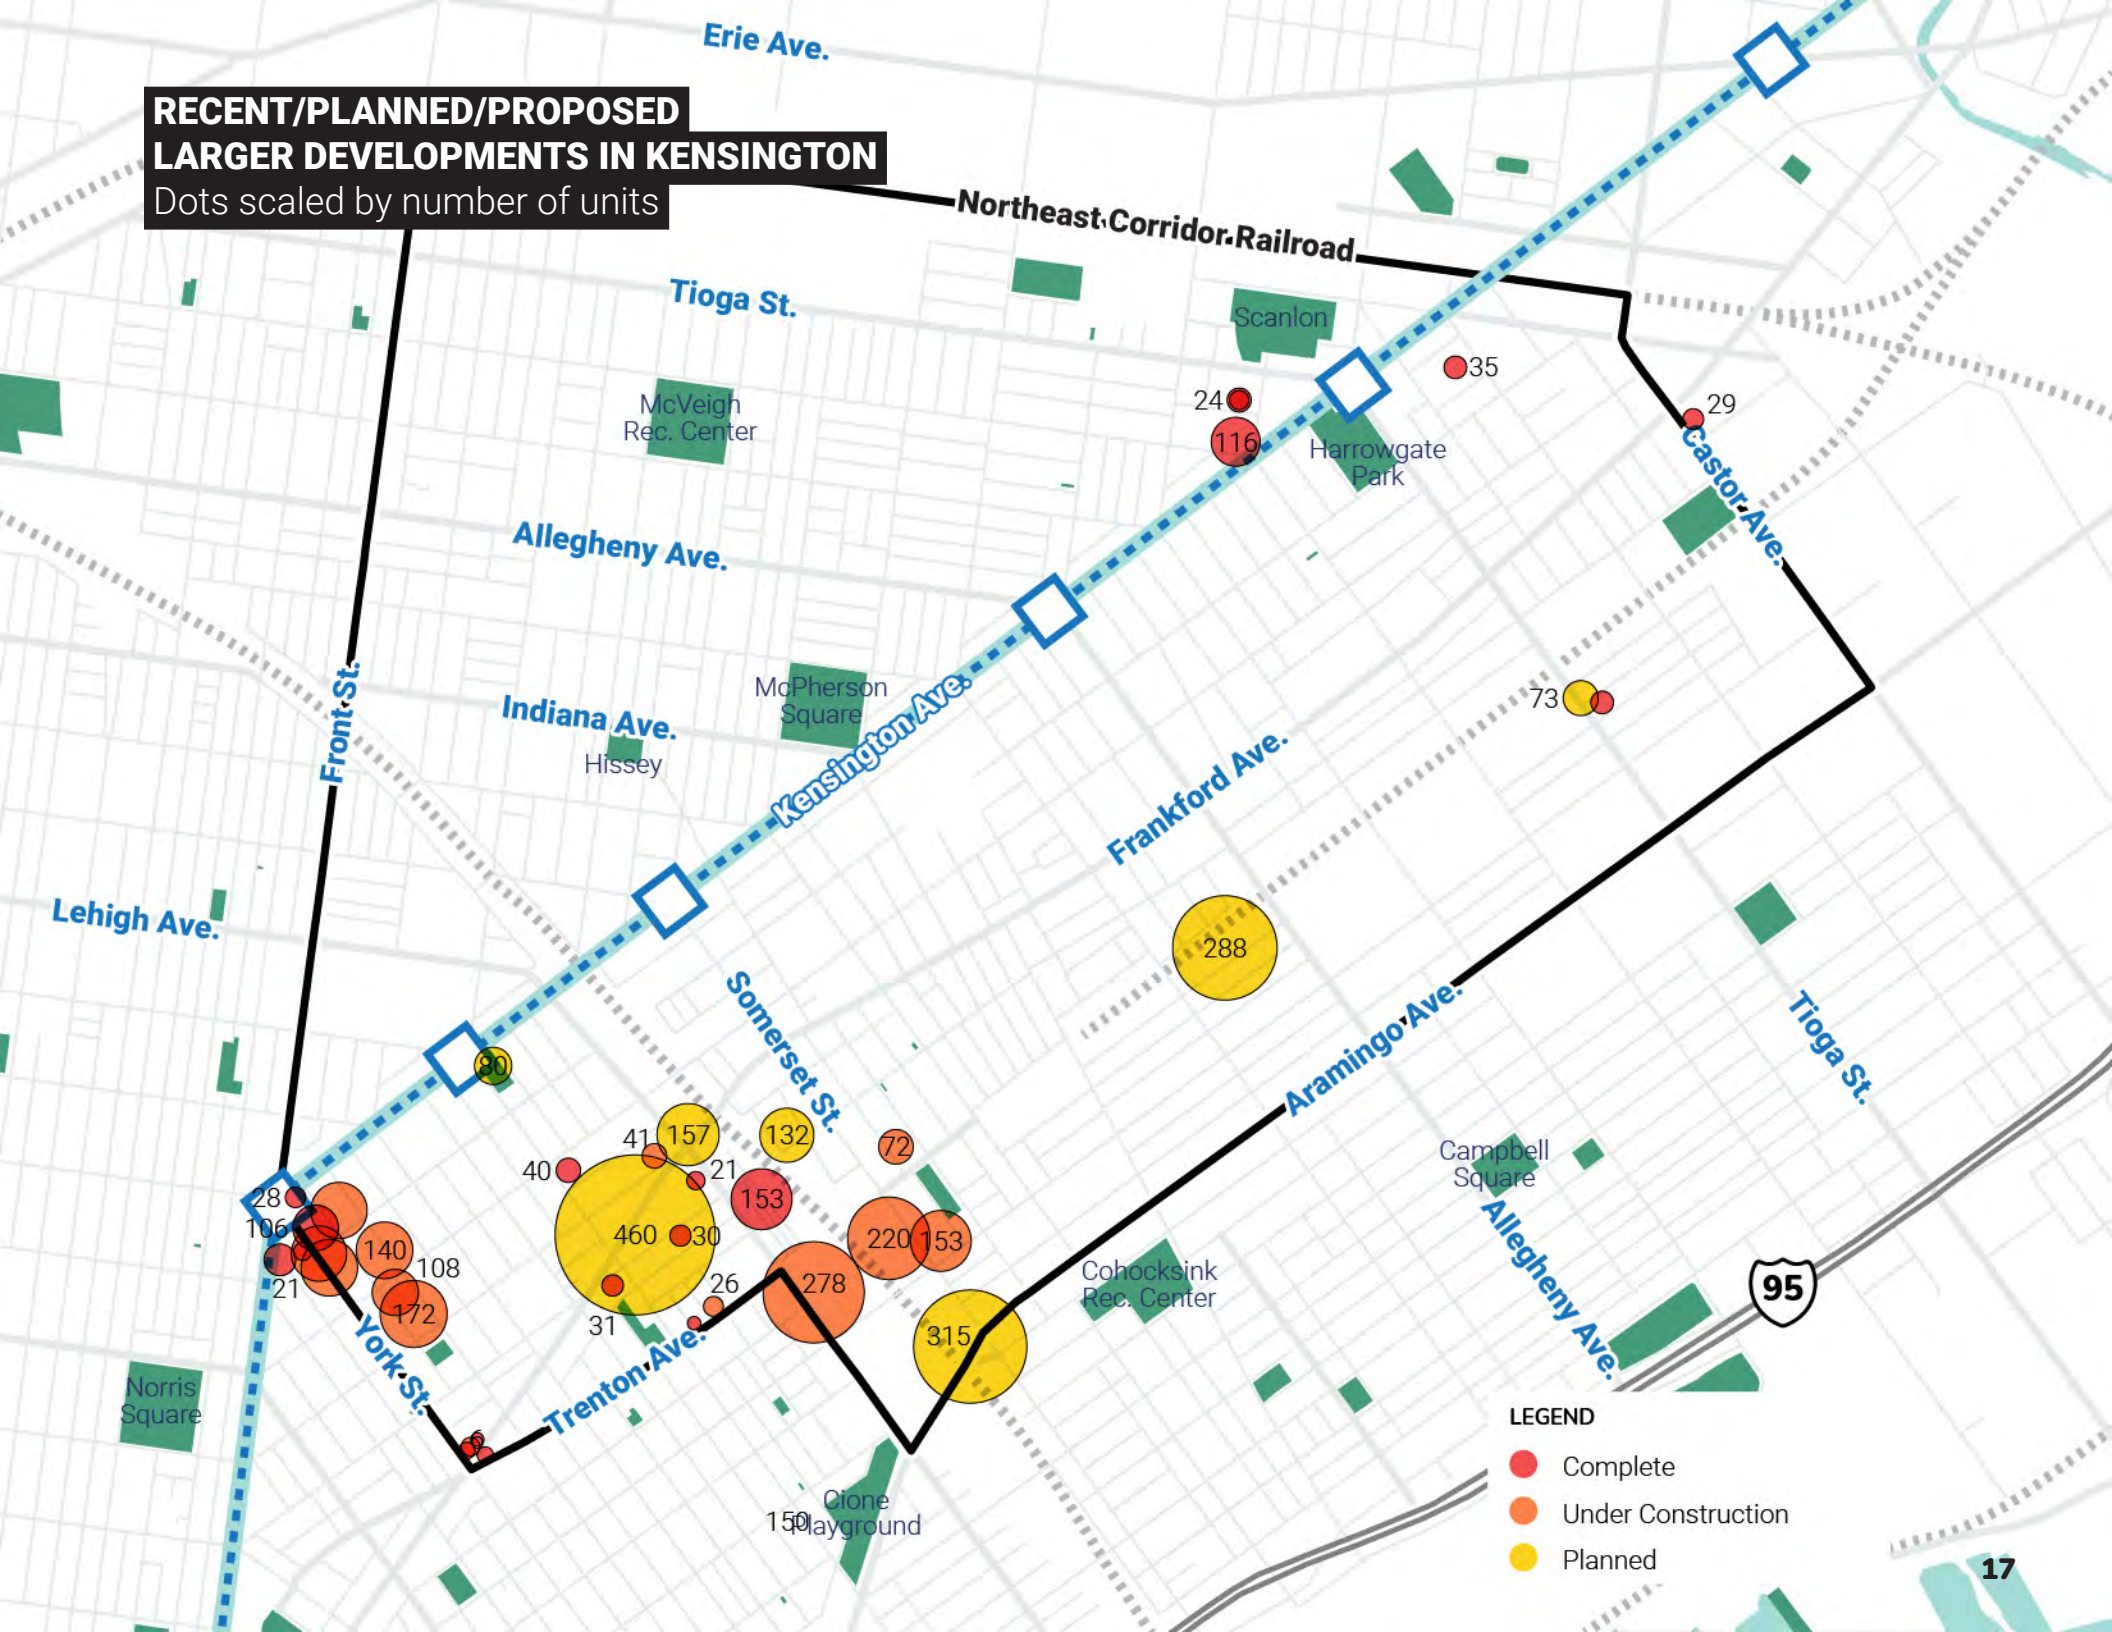 Erie Ave.
RECENT/PLANNED/PROPOSED
LARGER DEVELOPMENTS IN KENSINGTON
Dots scaled by number of units
Northeast Corridor Railroad
Tioga St.
Scanlon
35
24
116
29
McVeigh
Rec. Center
Harrowgate
Park
Castor Ave.
Allegheny Ave.
Front St.
McPherson
Square
Indiana Ave.
Hissey
Kensington Ave.
73
Frankford Ave.
Lehigh Ave.
288
Somerset St.
Aramingo Ave.
Tioga St.
80
157
132
41
72
40
21
153
Campbell
Square
28
106
460
30
220
153
140
108
21
26
278
172
31
315
Cohocksink
Rec. Center
Allegheny Ave.
95
York St.
Trenton Ave.
Norris
Square
6
Cione
Playground
150
LEGEND
Complete
Under Construction
Planned
17